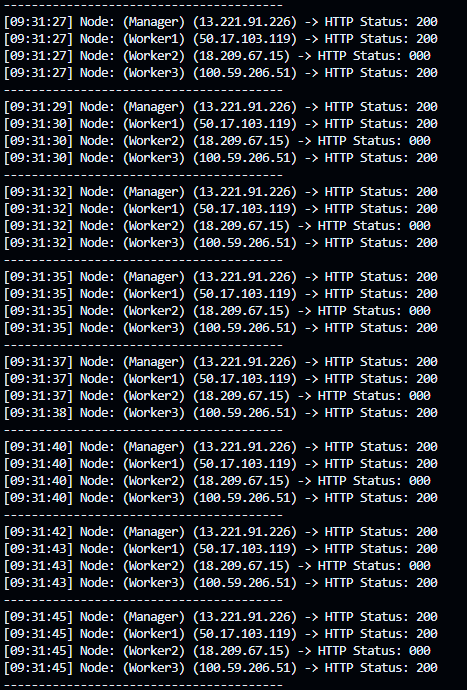 ----------------------------------------
[09:31:27] Node: (Manager) (13.221.91.226) -> HTTP Status: 200
[09:31:27] Node: (Worker1) (50.17.103.119) -> HTTP Status: 200
[09:31:27] Node: (Worker2) (18.209.67.15) -> HTTP Status: 000
[09:31:27] Node: (Worker3) (100.59.206.51) -> HTTP Status: 200
----------------------------------------
[09:31:29] Node: (Manager) (13.221.91.226) -> HTTP Status: 200
[09:31:30] Node: (Worker1) (50.17.103.119) -> HTTP Status: 200
[09:31:30] Node: (Worker2) (18.209.67.15) -> HTTP Status: 000
[09:31:30] Node: (Worker3) (100.59.206.51) -> HTTP Status: 200
----------------------------------------
[09:31:32] Node: (Manager) (13.221.91.226) -> HTTP Status: 200
[09:31:32] Node: (Worker1) (50.17.103.119) -> HTTP Status: 200
[09:31:32] Node: (Worker2) (18.209.67.15) -> HTTP Status: 000
[09:31:32] Node: (Worker3) (100.59.206.51) -> HTTP Status: 200
----------------------------------------
[09:31:35] Node: (Manager) (13.221.91.226) -> HTTP Status: 200
[09:31:35] Node: (Worker1) (50.17.103.119) -> HTTP Status: 200
[09:31:35] Node: (Worker2) (18.209.67.15) -> HTTP Status: 000
[09:31:35] Node: (Worker3) (100.59.206.51) -> HTTP Status: 200
----------------------------------------
[09:31:37] Node: (Manager) (13.221.91.226) -> HTTP Status: 200
[09:31:37] Node: (Worker1) (50.17.103.119) -> HTTP Status: 200
[09:31:37] Node: (Worker2) (18.209.67.15) -> HTTP Status: 000
[09:31:38] Node: (Worker3) (100.59.206.51) -> HTTP Status: 200
----------------------------------------
[09:31:40] Node: (Manager) (13.221.91.226) -> HTTP Status: 200
[09:31:40] Node: (Worker1) (50.17.103.119) -> HTTP Status: 200
[09:31:40] Node: (Worker2) (18.209.67.15) -> HTTP Status: 000
[09:31:40] Node: (Worker3) (100.59.206.51) -> HTTP Status: 200
----------------------------------------
[09:31:42] Node: (Manager) (13.221.91.226) -> HTTP Status: 200
[09:31:43] Node: (Worker1) (50.17.103.119) -> HTTP Status: 200
[09:31:43] Node: (Worker2) (18.209.67.15) -> HTTP Status: 000
[09:31:43] Node: (Worker3) (100.59.206.51) -> HTTP Status: 200
----------------------------------------
[09:31:45] Node: (Manager) (13.221.91.226) -> HTTP Status: 200
[09:31:45] Node: (Worker1) (50.17.103.119) -> HTTP Status: 200
[09:31:45] Node: (Worker2) (18.209.67.15) -> HTTP Status: 000
[09:31:45] Node: (Worker3) (100.59.206.51) -> HTTP Status: 200
----------------------------------------